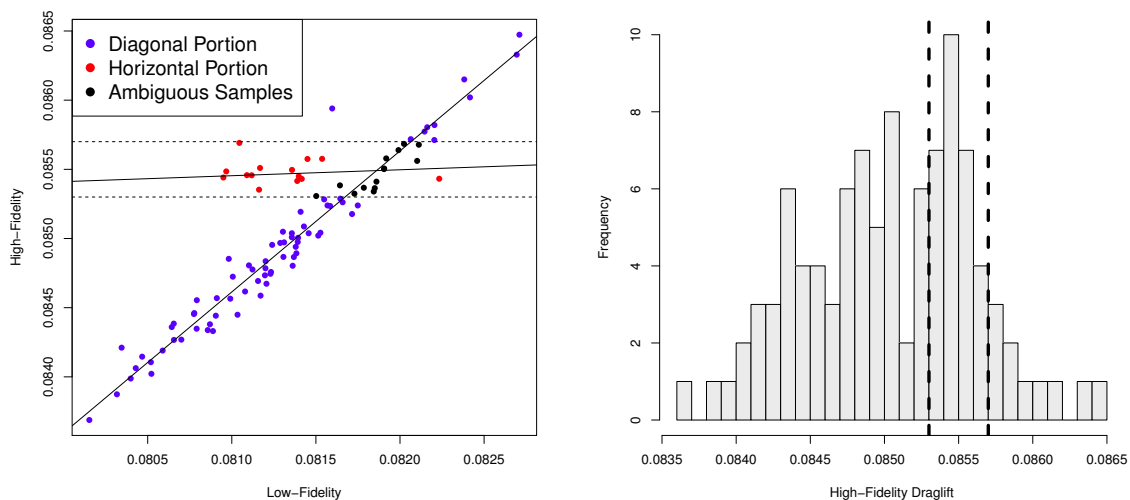 Diagonal Portion
Horizontal Portion
Ambiguous Samples
High−Fidelity
0.0865
0.0860
0.0855
0.0850
0.0845
0.0840
0.0805 0.0810 0.0815 0.0820 0.0825
Low−Fidelity
Frequency
10
8
6
4
2
0
0.0835 0.0840 0.0845 0.0850 0.0855 0.0860 0.0865
High−Fidelity Draglift